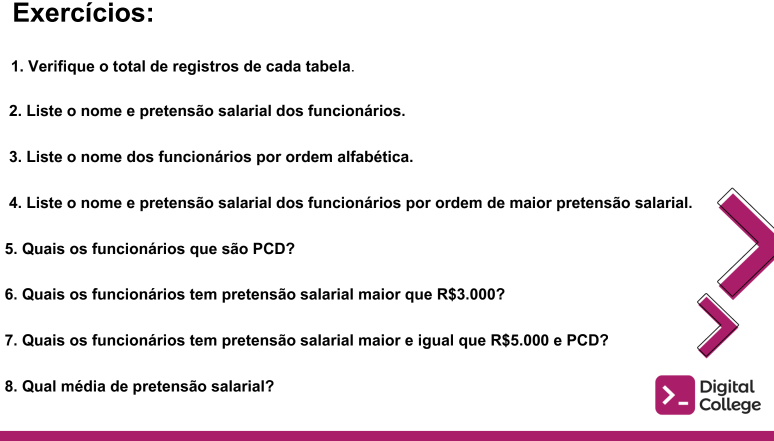 Exercícios:
1. Verifique o total de registros de cada tabela.
2. Liste o nome e pretensão salarial dos funcionários.
3. Liste o nome dos funcionários por ordem alfabética.
4. Liste o nome e pretensão salarial dos funcionários por ordem de maior pretensão salarial.
5. Quais os funcionários que são PCD?
6. Quais os funcionários tem pretensão salarial maior que R$3.000?
7. Quais os funcionários tem pretensão salarial maior e igual que R$5.000 e PCD?
8. Qual média de pretensão salarial?
Digital
College